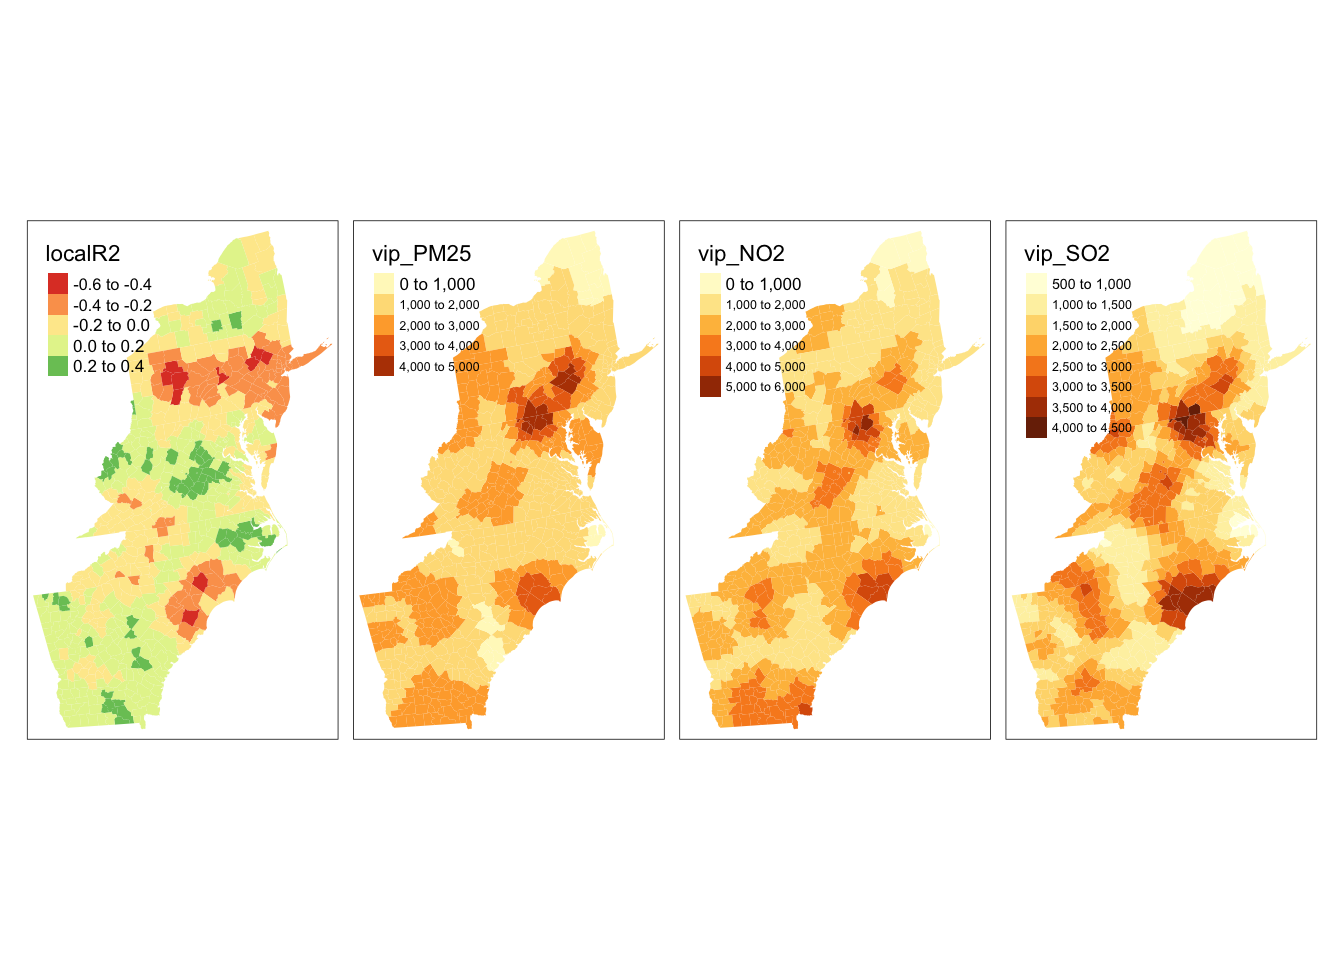 localR2
-0.6 to -0.4
-0.4 to -0.2
-0.2 to 0.0
0.0 to 0.2
0.2 to 0.4
vip_PM25
0 to 1,000
1,000 to 2,000
2,000 to 3,000
3,000 to 4,000
4,000 to 5,000
vip_NO2
0 to 1,000
1,000 to 2,000
2,000 to 3,000
3,000 to 4,000
4,000 to 5,000
5,000 to 6,000
vip_SO2
500 to 1,000
1,000 to 1,500
1,500 to 2,000
2,000 to 2,500
2,500 to 3,000
3,000 to 3,500
3,500 to 4,000
4,000 to 4,500